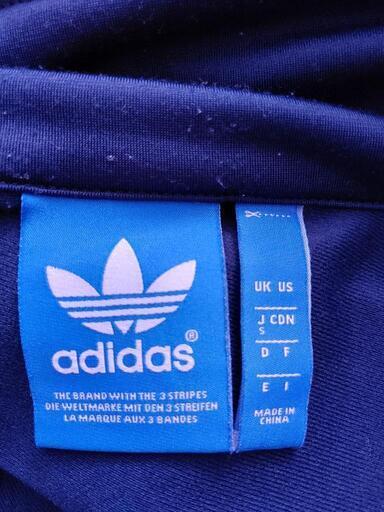 adidas®
THE BRAND WITH THE 3 STRIPES
DIE WELTMARKE MIT DEN 3 STREIFEN
LA MARQUE AUX 3 BANDES
UK US
J CDN
S
D F
E I
MADE IN
CHINA